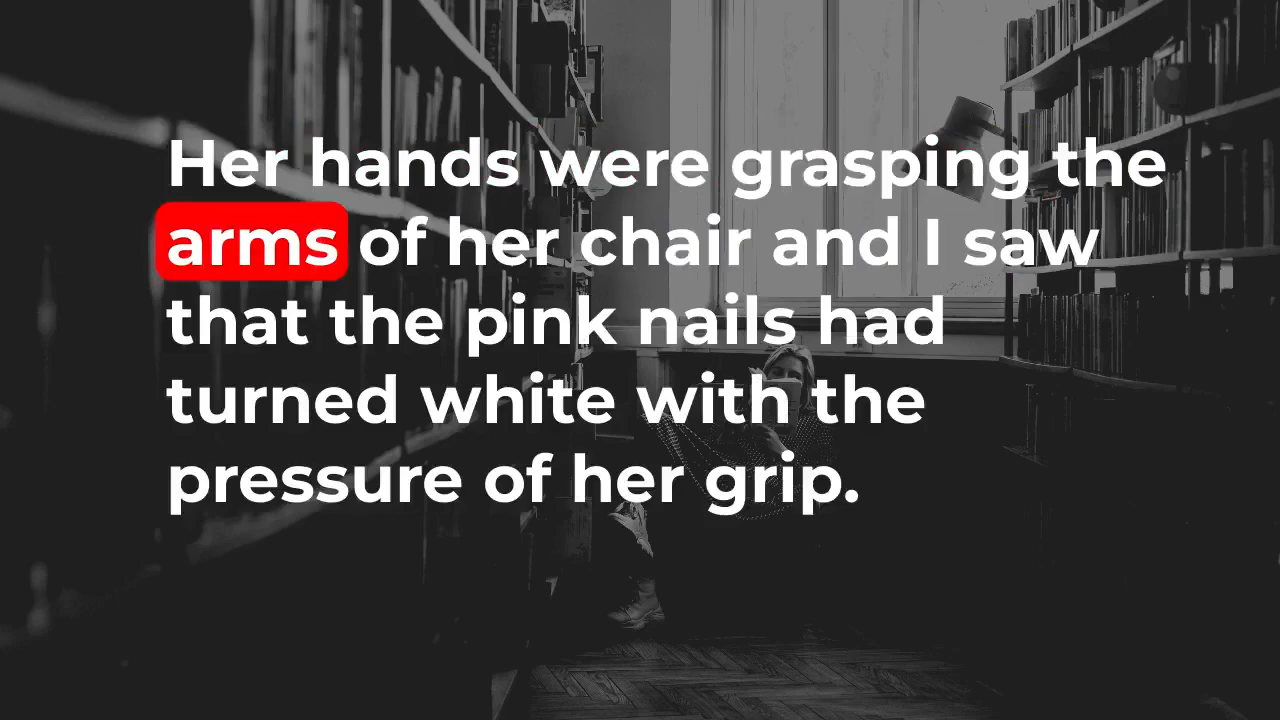 Her hands were grasping the
arms of her chair and I saw
that the pink nails had
turned white with the
pressure of her grip.